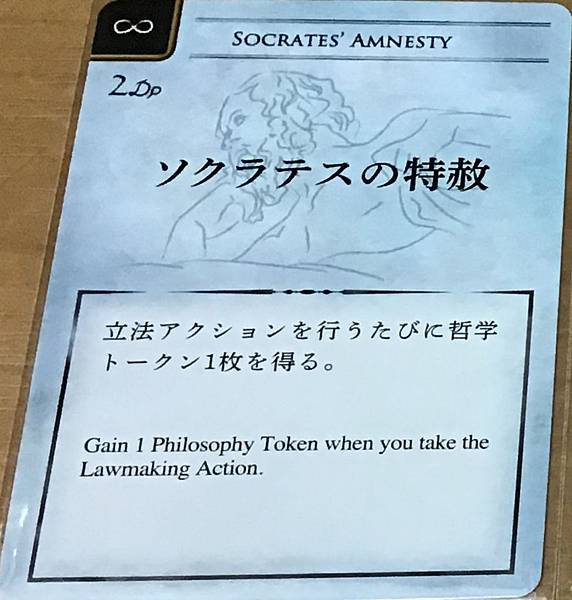 ∞
SOCRATES' AMNESTY
2Dp
ソクラテスの特赦
立法アクションを行うたびに哲学
トークン1枚を得る。
Gain 1 Philosophy Token when you take the
Lawmaking Action.